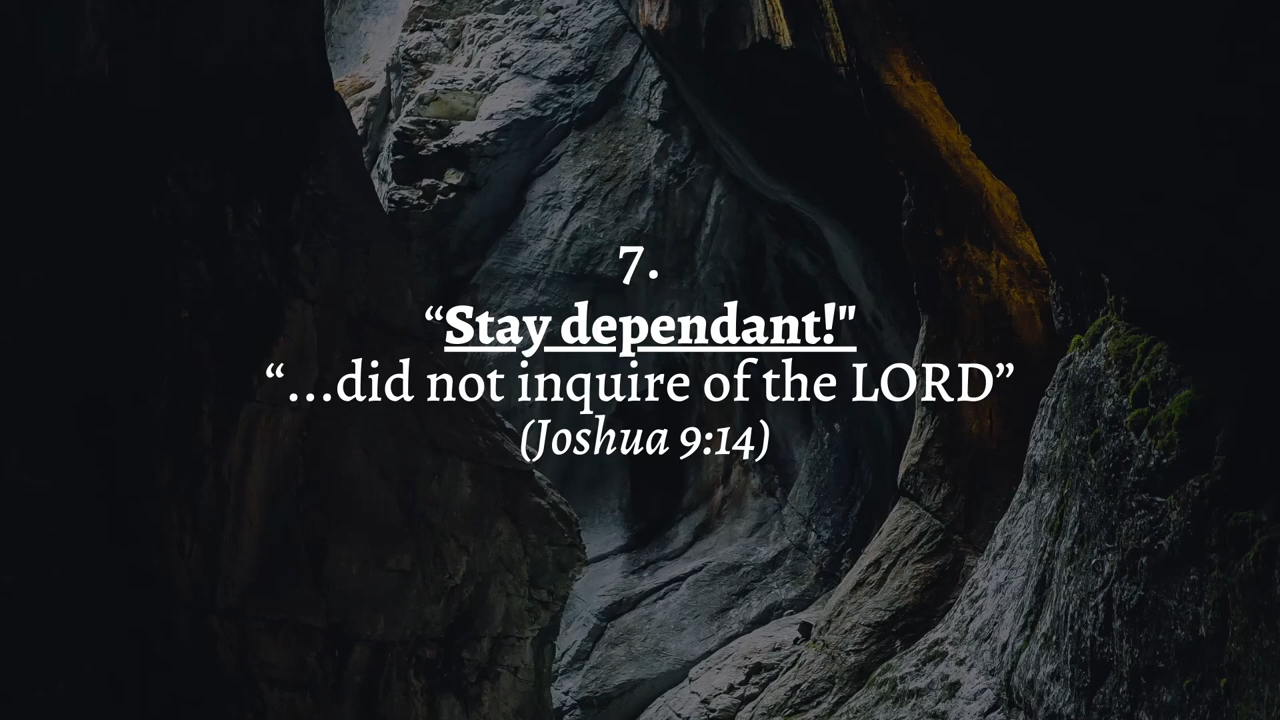 7.
“Stay dependant!"
“...did not inquire of the LORD”
(Joshua 9:14)